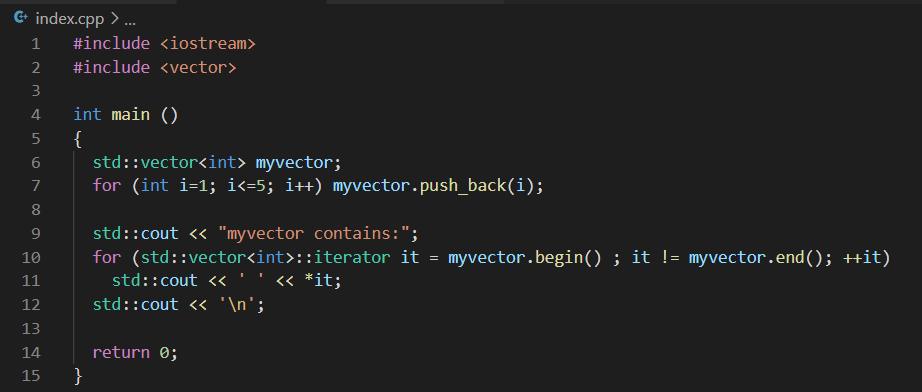 index.cpp > ...
1 #include <iostream>
2 #include <vector>
3
4 int main ()
5 {
6   std::vector<int> myvector;
7   for (int i=1; i<=5; i++) myvector.push_back(i);
8
9   std::cout << "myvector contains:";
10   for (std::vector<int>::iterator it = myvector.begin() ; it != myvector.end(); ++it)
11     std::cout << ' ' << *it;
12   std::cout << '\n';
13
14   return 0;
15 }